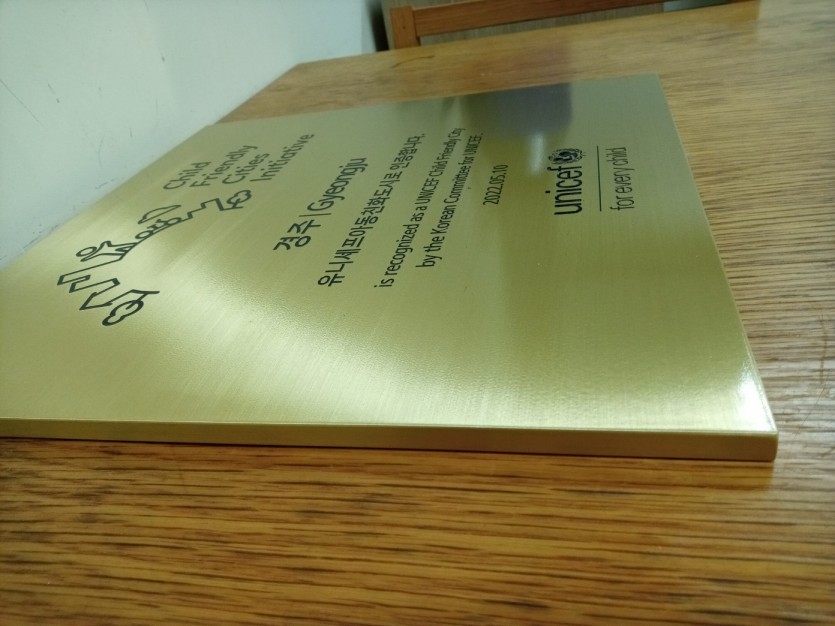 Child
Friendly
Cities
Initiative
경주 | Gyeongju
유니세프아동친화도시로 인증합니다.
is recognized as a UNICEF Child Friendly City
by the Korean Committee for UNICEF.
2022.05.10
unicef
for every child